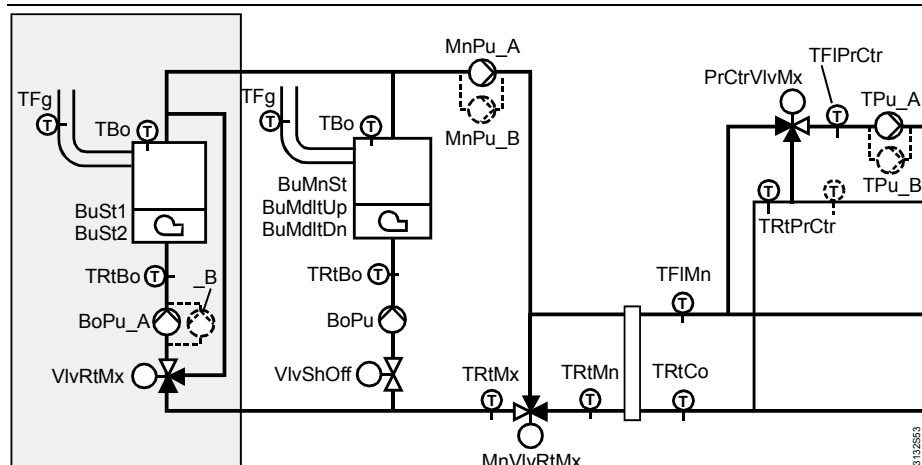 MnPu_A
TFlPrCtr
PrCtrVlvMx
TPu_A
TFg
T
TBo
T
TFg
T
TBo
T
MnPu_B
T
TPu_B
BuSt1
BuSt2
BuMnSt
BuMdltUp
BuMdltDn
T
T
TRtPrCtr
TRtBo
T
_B
TRtBo
T
TFlMn
T
BoPu_A
BoPu
VlvRtMx
VlvShOff
TRtMx
T
TRtMn
T
TRtCo
T
MnVlvRtMx
3132S53